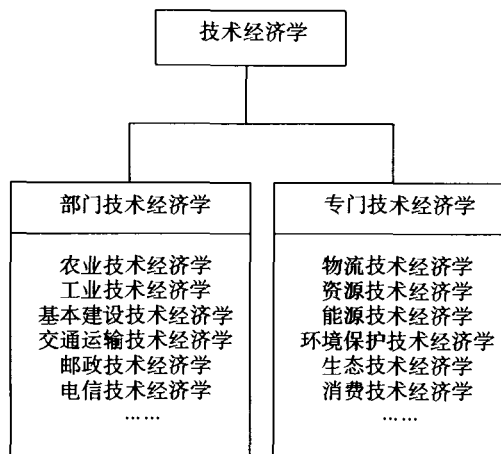 技术经济学
部门技术经济学
农业技术经济学
工业技术经济学
基本建设技术经济学
交通运输技术经济学
邮政技术经济学
电信技术经济学
……
专门技术经济学
物流技术经济学
资源技术经济学
能源技术经济学
环境保护技术经济学
生态技术经济学
消费技术经济学
……